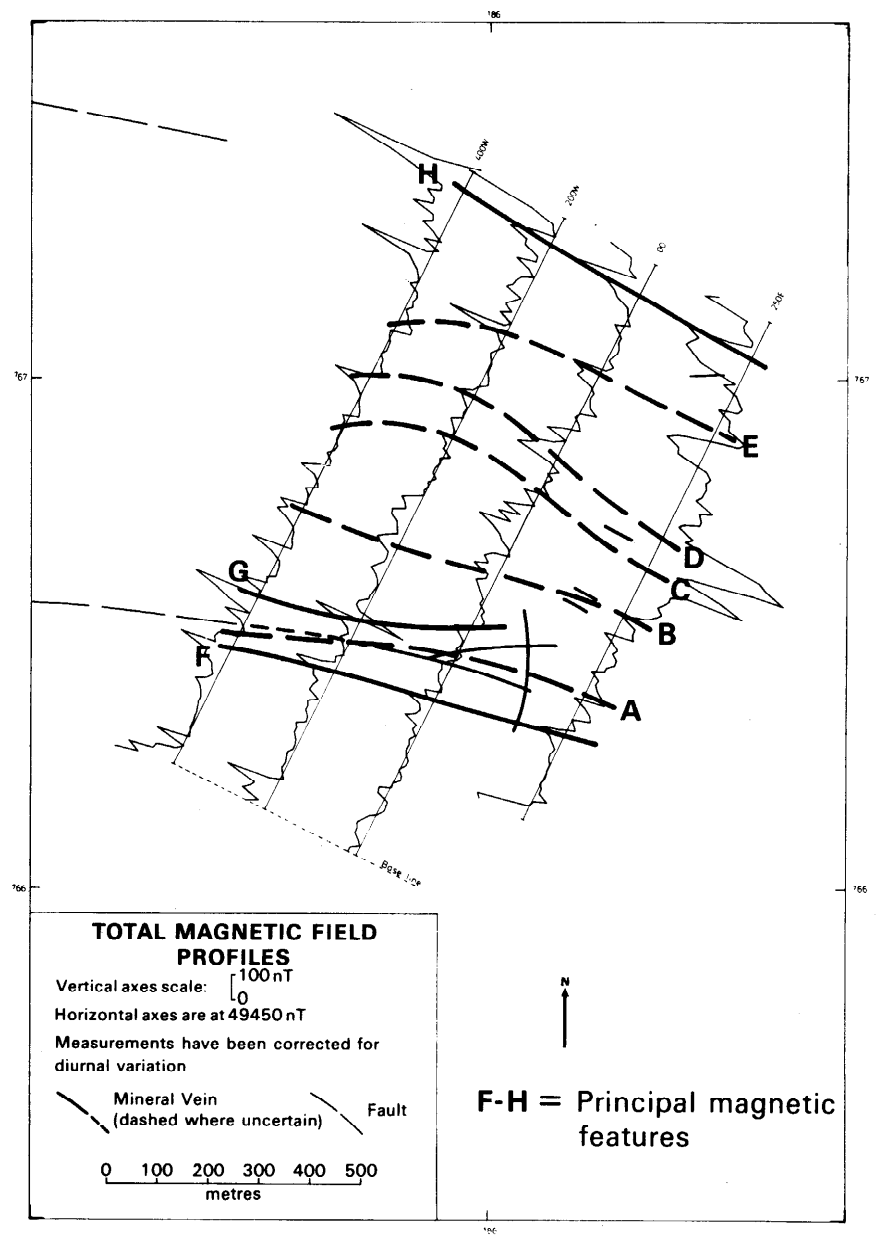 186
H
400W
200W
00
250E
767
767
E
D
C
B
G
F
A
Base line
766
766
TOTAL MAGNETIC FIELD
PROFILES
Vertical axes scale: 100 nT
0
Horizontal axes are at 49450 nT
Measurements have been corrected for
diurnal variation
Mineral Vein
(dashed where uncertain)
Fault
0 100 200 300 400 500
metres
N
F-H = Principal magnetic
features
186